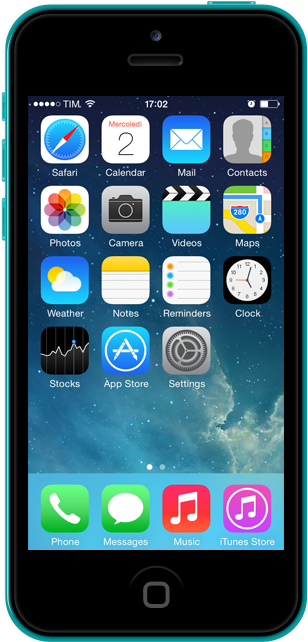 TIM 17:02
Mercoledì
2
Safari Calendar Mail Contacts
280
Photos Camera Videos Maps
Weather Notes Reminders Clock
Stocks App Store Settings
Phone Messages Music iTunes Store